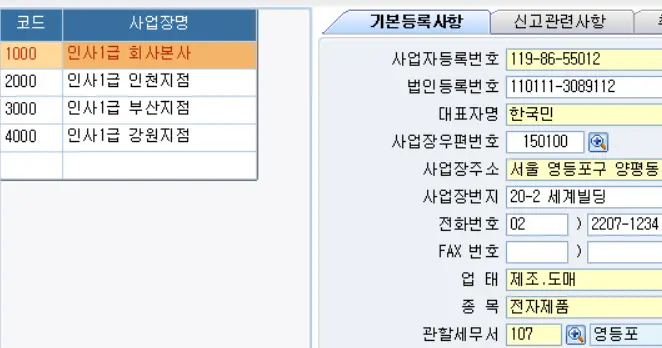 코드 사업장명
1000 인사1급 회사본사
2000 인사1급 인천지점
3000 인사1급 부산지점
4000 인사1급 강원지점
기본등록사항 신고관련사항
사업자등록번호 119-86-55012
법인등록번호 110111-3089112
대표자명 한국민
사업장우편번호 150100
사업장주소 서울 영등포구 양평동
사업장번지 20-2 세계빌딩
전화번호 02 ) 2207-1234
FAX 번호 )
업 태 제조.도매
종 목 전자제품
관할세무서 107 영등포